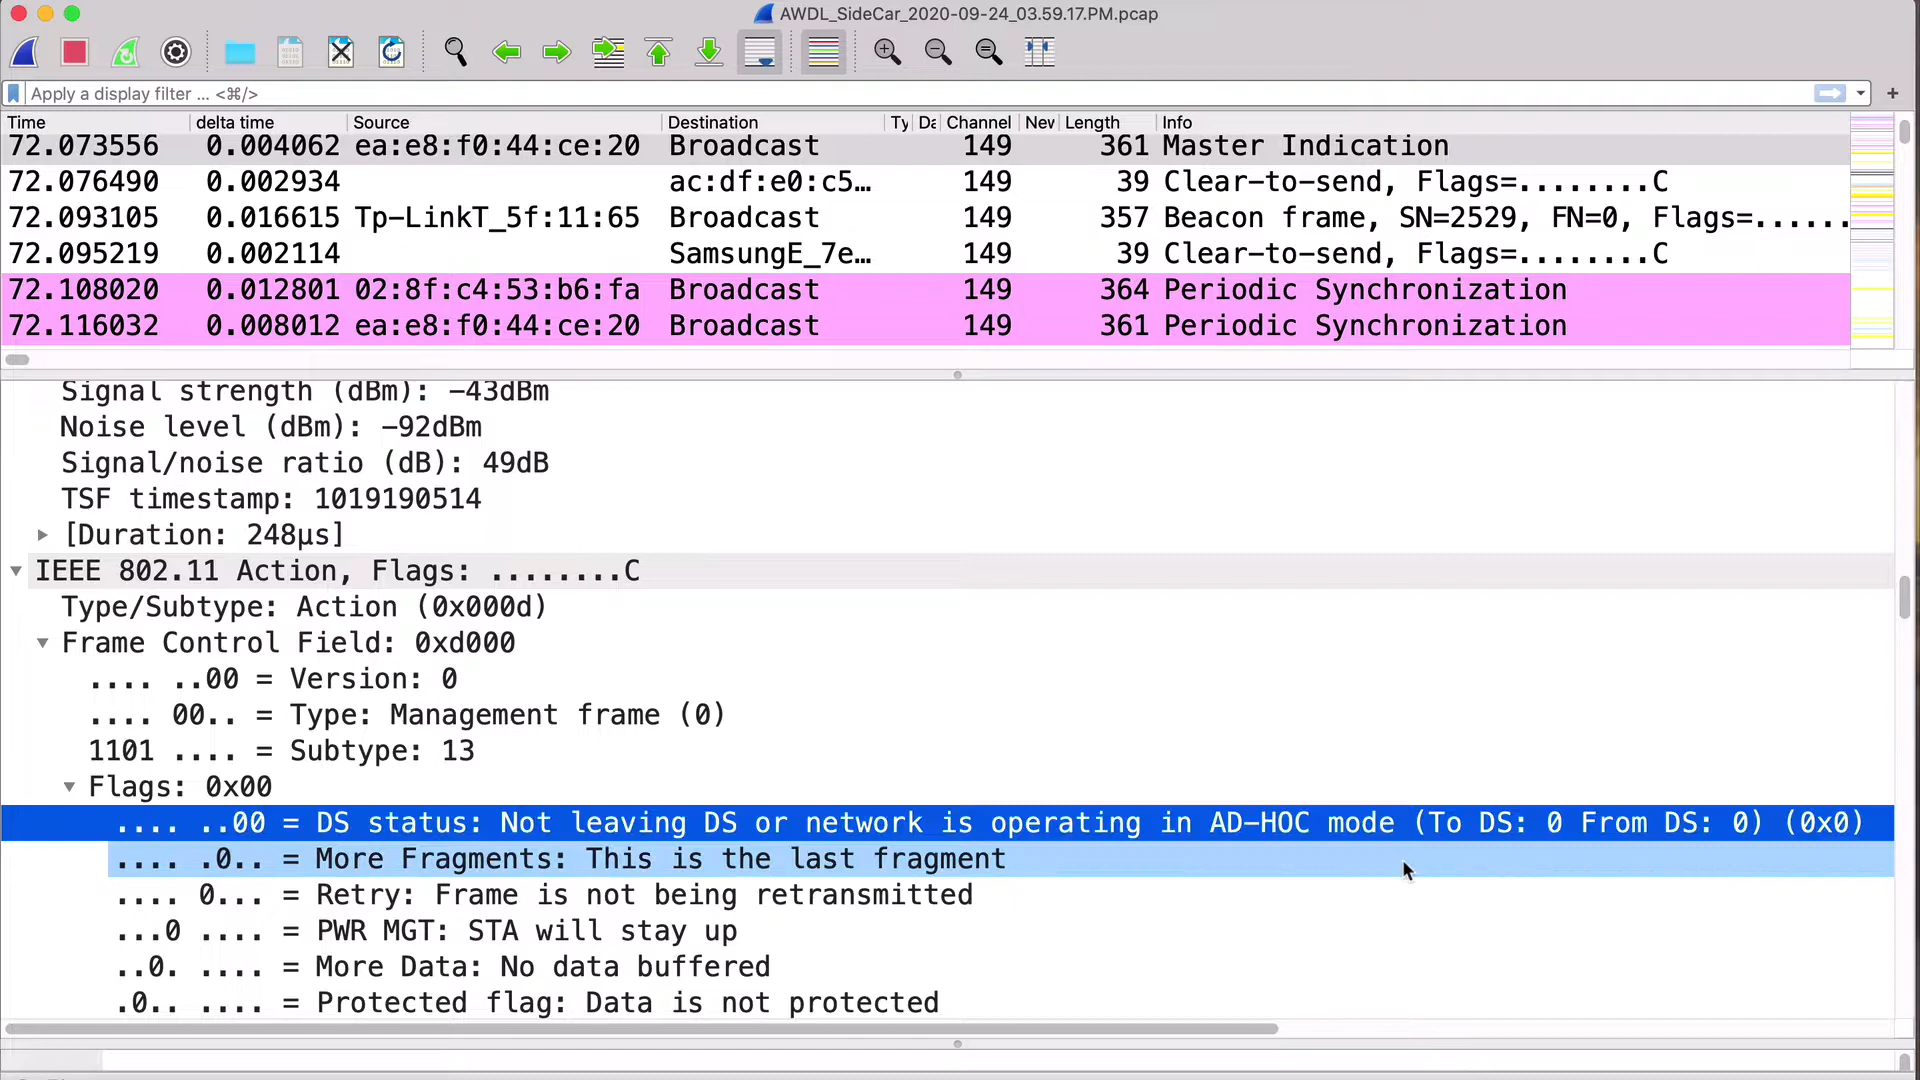 AWDL_SideCar_2020-09-24_03.59.17.PM.pcap
Apply a display filter ... <⌘/>
Time delta time Source Destination Ty Da Channel Nev Length Info
72.073556 0.004062 ea:e8:f0:44:ce:20 Broadcast 149 361 Master Indication
72.076490 0.002934 ac:df:e0:c5… 149 39 Clear-to-send, Flags=........C
72.093105 0.016615 Tp-LinkT_5f:11:65 Broadcast 149 357 Beacon frame, SN=2529, FN=0, Flags=......
72.095219 0.002114 SamsungE_7e… 149 39 Clear-to-send, Flags=........C
72.108020 0.012801 02:8f:c4:53:b6:fa Broadcast 149 364 Periodic Synchronization
72.116032 0.008012 ea:e8:f0:44:ce:20 Broadcast 149 361 Periodic Synchronization
Signal strength (dBm): -43dBm
Noise level (dBm): -92dBm
Signal/noise ratio (dB): 49dB
TSF timestamp: 1019190514
[Duration: 248µs]
IEEE 802.11 Action, Flags: ........C
Type/Subtype: Action (0x000d)
Frame Control Field: 0xd000
.... ..00 = Version: 0
.... 00.. = Type: Management frame (0)
1101 .... = Subtype: 13
Flags: 0x00
.... ..00 = DS status: Not leaving DS or network is operating in AD-HOC mode (To DS: 0 From DS: 0) (0x0)
.... .0.. = More Fragments: This is the last fragment
.... 0... = Retry: Frame is not being retransmitted
...0 .... = PWR MGT: STA will stay up
..0. .... = More Data: No data buffered
.0.. .... = Protected flag: Data is not protected